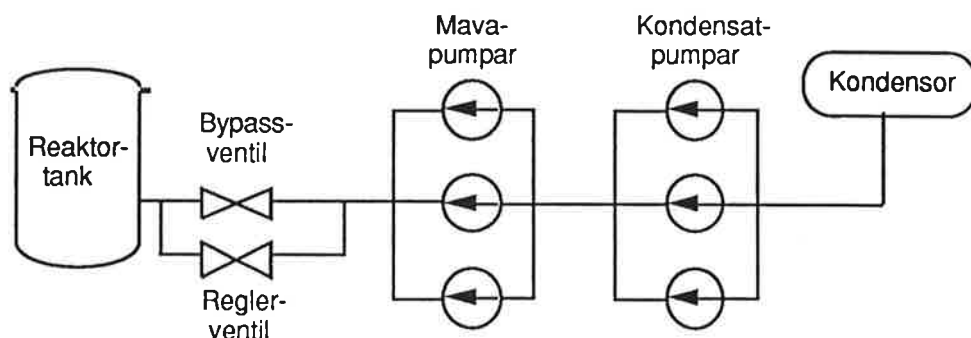 Mava-
pumpar
Kondensat-
pumpar
Kondensor
Reaktor-
tank
Bypass-
ventil
Regler-
ventil